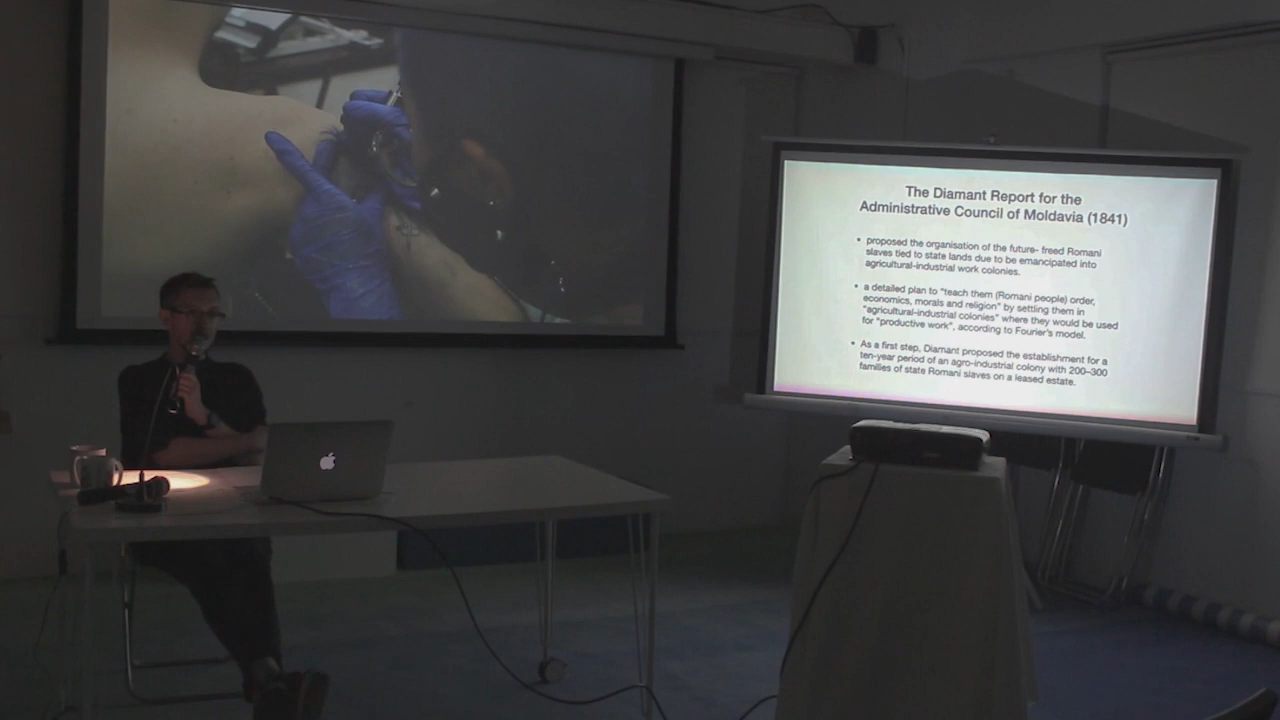 The Diamant Report for the
Administrative Council of Moldavia (1841)
• proposed the organisation of the future- freed Romani
slaves tied to state lands due to be emancipated into
agricultural-industrial work colonies.
• a detailed plan to “teach them (Romani people) order,
economics, morals and religion” by settling them in
“agricultural-industrial colonies” where they would be used
for “productive work”, according to Fourier’s model.
• As a first step, Diamant proposed the establishment for a
ten-year period of an agro-industrial colony with 200–300
families of state Romani slaves on a leased estate.